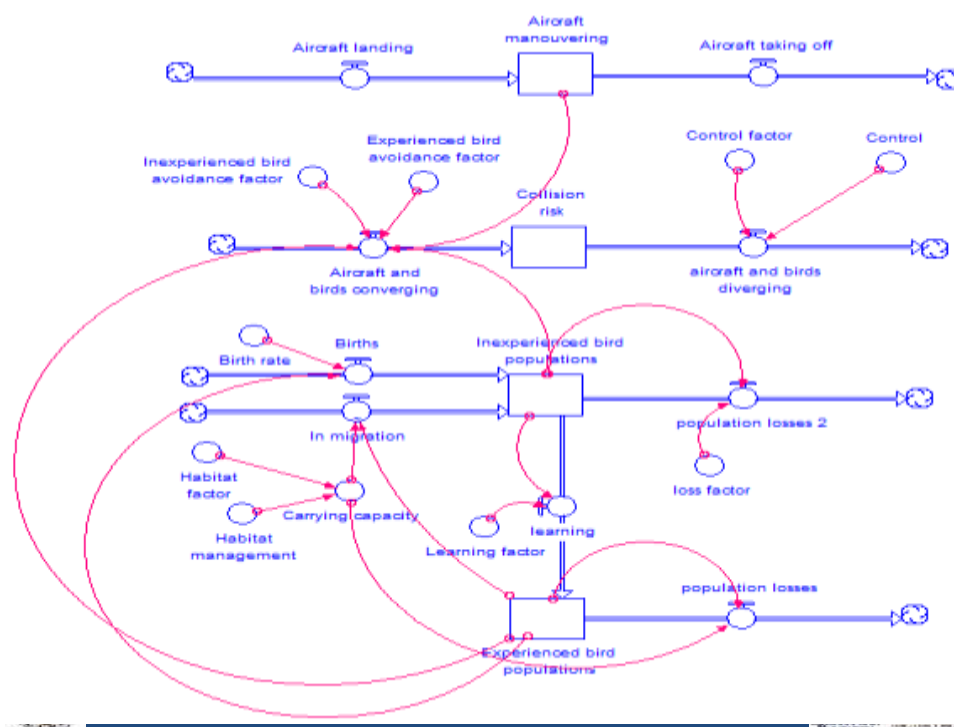 Aircraft
manouvering
Aircraft landing
Aircraft taking off
Experienced bird
avoidance factor
Inexperienced bird
avoidance factor
Control factor
Control
Collision
risk
Aircraft and
birds converging
aircraft and birds
diverging
Births
Inexperienced bird
populations
Birth rate
In migration
population losses 2
Habitat
factor
loss factor
Carrying capacity
learning
Habitat
management
Learning factor
population losses
Experienced bird
populations